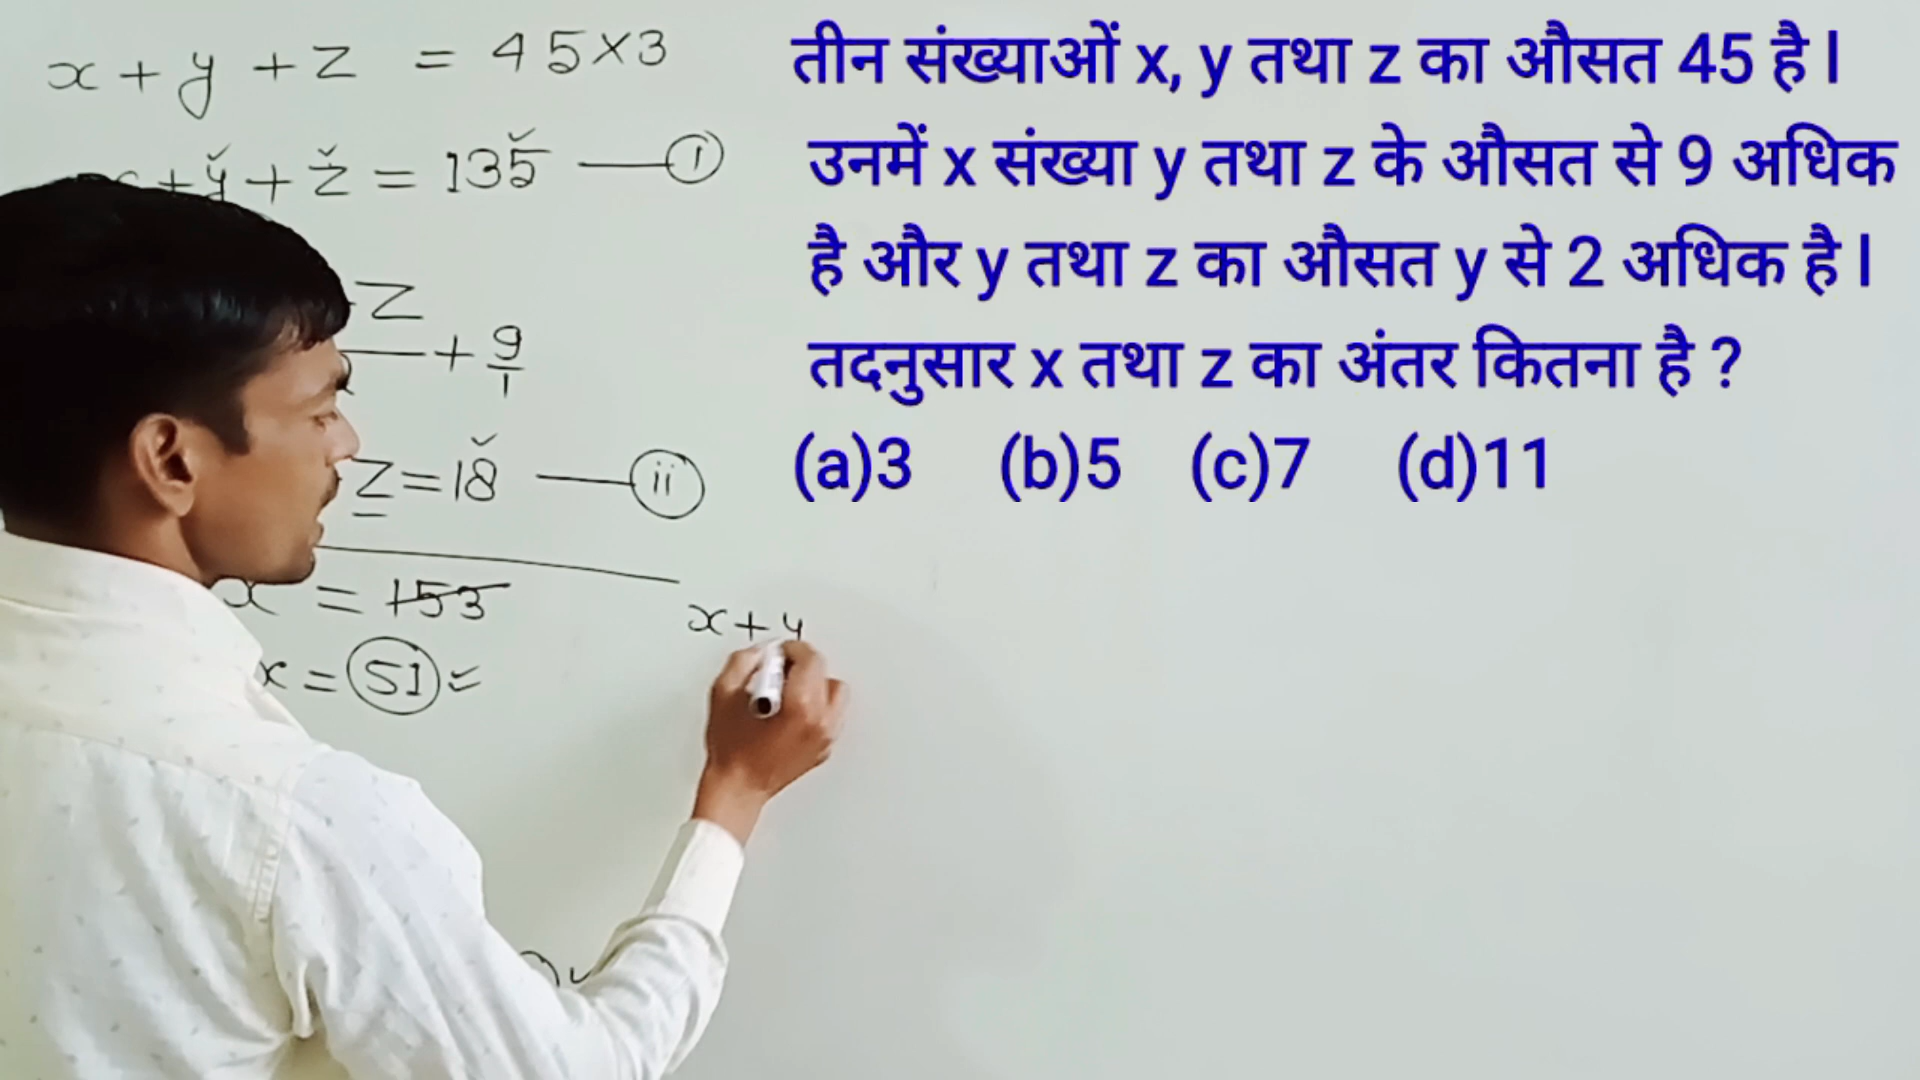 x + y + z = 45×3
+ y + z = 135 — i
z
+ 9/1
z = 18 — ii
x = 153
x = 51
x + y
तीन संख्याओं x, y तथा z का औसत 45 है l
उनमें x संख्या y तथा z के औसत से 9 अधिक
है और y तथा z का औसत y से 2 अधिक है l
तदनुसार x तथा z का अंतर कितना है ?
(a)3 (b)5 (c)7 (d)11